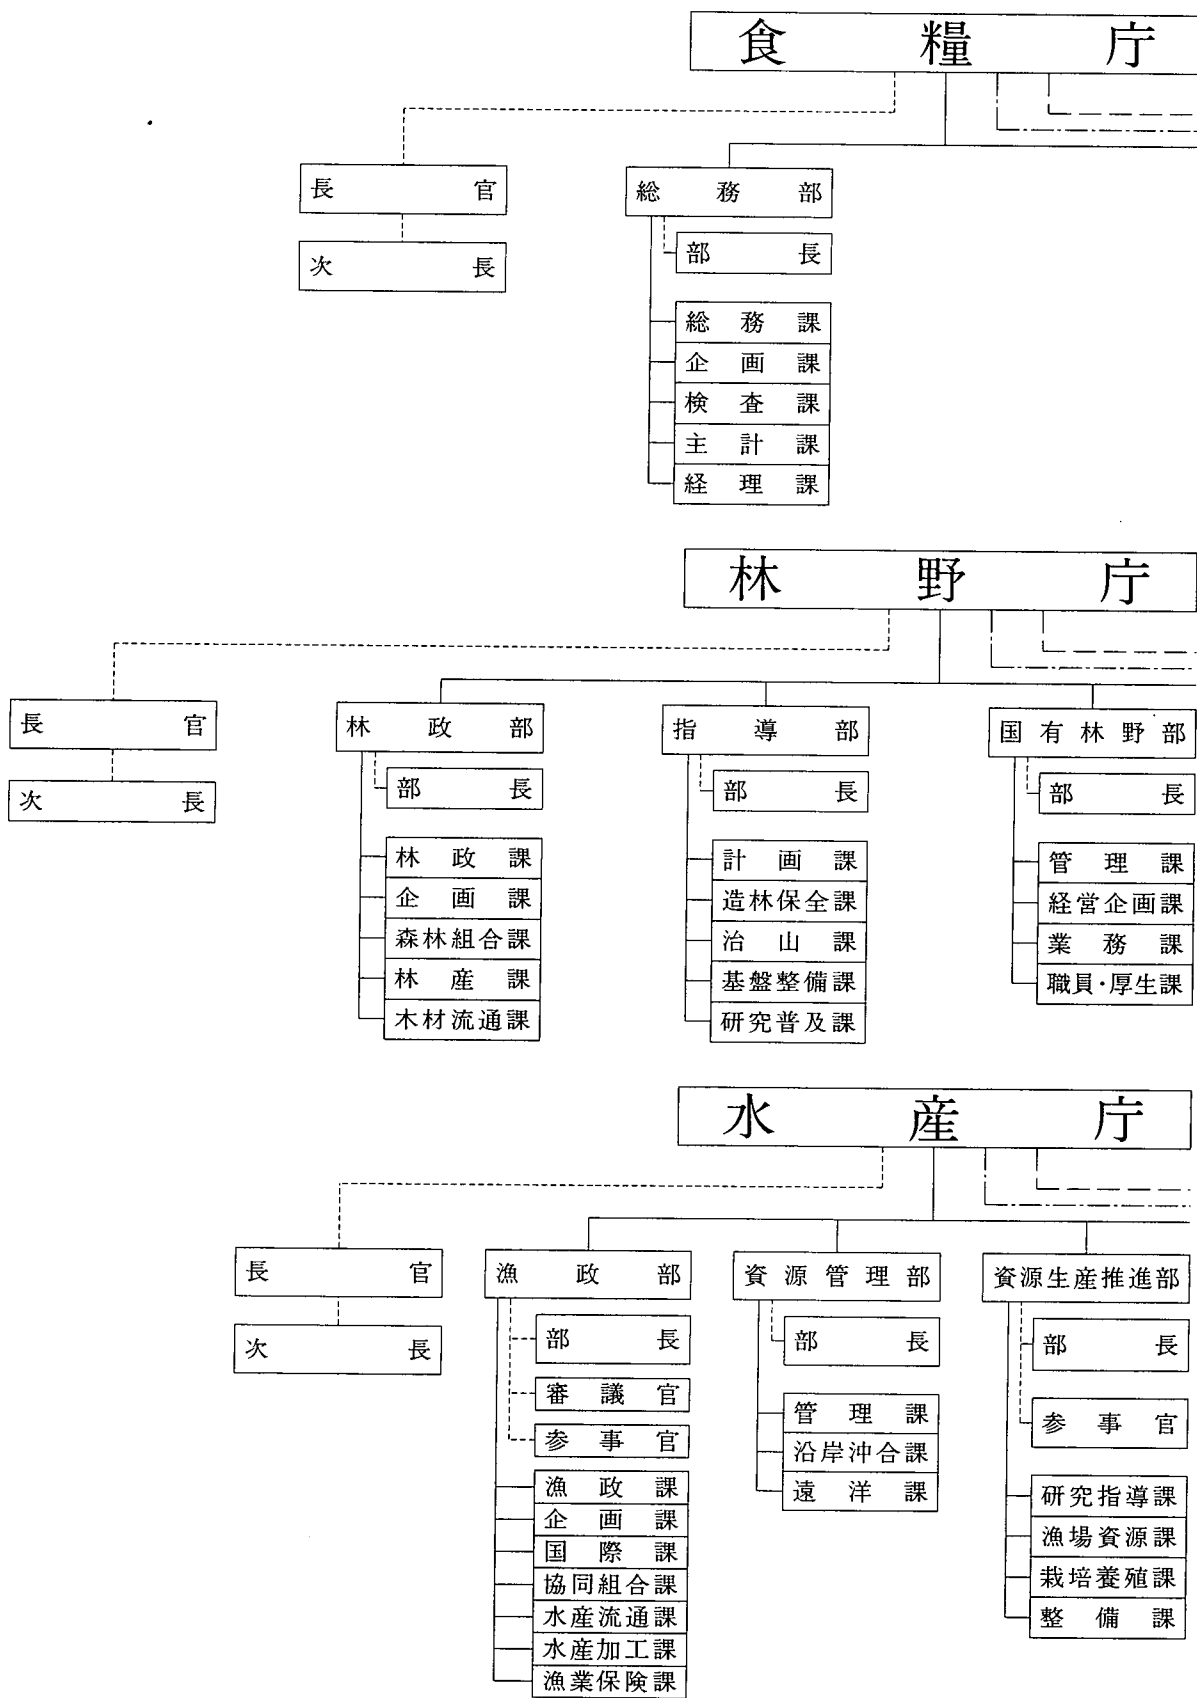 食糧庁
長官
次長
総務部
部長
総務課
企画課
検査課
主計課
経理課
林野庁
長官
次長
林政部
部長
林政課
企画課
森林組合課
林産課
木材流通課
指導部
部長
計画課
造林保全課
治山課
基盤整備課
研究普及課
国有林野部
部長
管理課
経営企画課
業務課
職員・厚生課
水産庁
長官
次長
漁政部
部長
審議官
参事官
漁政課
企画課
国際課
協同組合課
水産流通課
水産加工課
漁業保険課
資源管理部
部長
管理課
沿岸沖合課
遠洋課
資源生産推進部
部長
参事官
研究指導課
漁場資源課
栽培養殖課
整備課